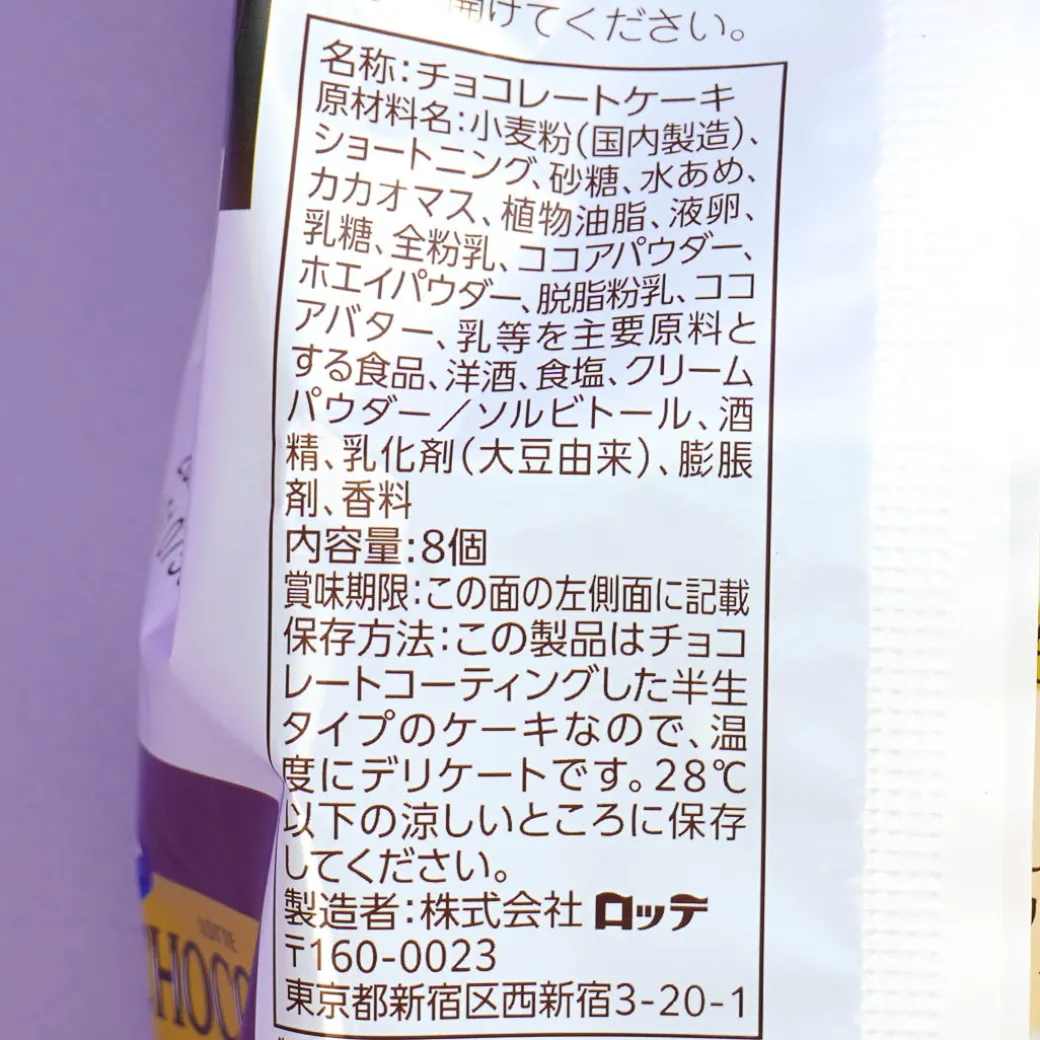 開けてください。
名称：チョコレートケーキ
原材料名：小麦粉(国内製造)、
ショートニング、砂糖、水あめ、
カカオマス、植物油脂、液卵、
乳糖、全粉乳、ココアパウダー、
ホエイパウダー、脱脂粉乳、ココ
アバター、乳等を主要原料と
する食品、洋酒、食塩、クリーム
パウダー／ソルビトール、酒
精、乳化剤(大豆由来)、膨脹
剤、香料
内容量：8個
賞味期限：この面の左側面に記載
保存方法：この製品はチョコ
レートコーティングした半生
タイプのケーキなので、温
度にデリケートです。28℃
以下の涼しいところに保存
してください。
製造者：株式会社 ロッテ
〒160-0023
東京都新宿区西新宿3-20-1
LOTTE
CHOCO